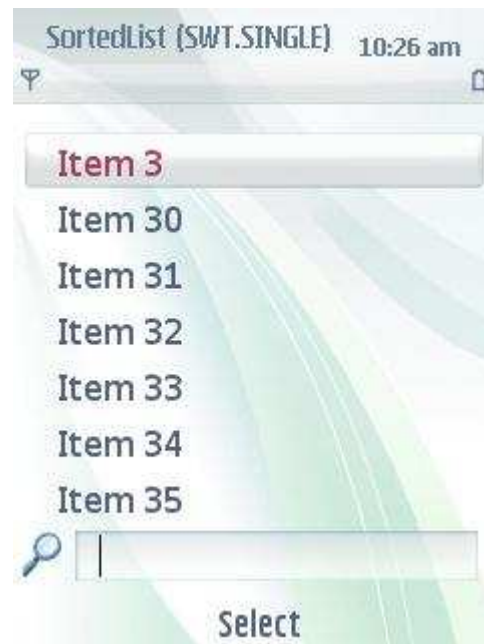 SortedList (SWT.SINGLE) 10:26 am
Item 3
Item 30
Item 31
Item 32
Item 33
Item 34
Item 35
Select